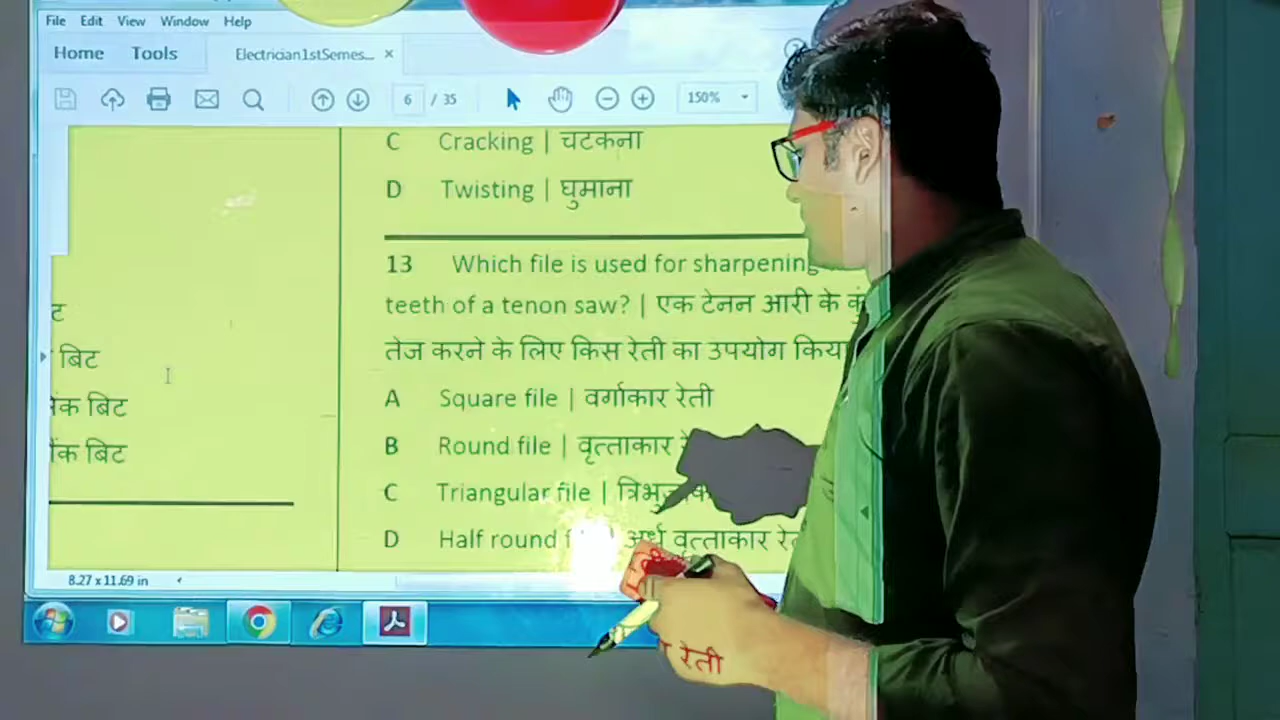 File Edit View Window Help
Home Tools Electrician1stSemes... ×
6 / 35 150%
C Cracking | चटकना
D Twisting | घुमाना
13 Which file is used for sharpening
teeth of a tenon saw? | एक टेनन आरी के
तेज करने के लिए किस रेती का उपयोग किया
A Square file | वर्गाकार रेती
B Round file | वृत्ताकार
C Triangular file |
D Half round | अर्ध वृत्ताकार
बिट
बिट
बिट
8.27 x 11.69 in
रेती